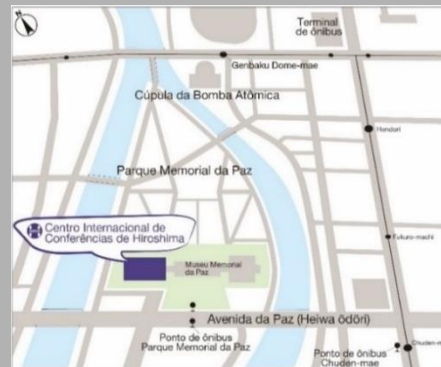 Terminal
de ônibus
Genbaku Dome-mae
Cúpula da Bomba Atômica
Hondori
Parque Memorial da Paz
Centro Internacional de
Conferências de Hiroshima
Fukuro-machi
Museu Memorial
da Paz
Avenida da Paz (Heiwa ōdōri)
Ponto de ônibus
Parque Memorial da Paz
Ponto de ônibus
Chuden-mae